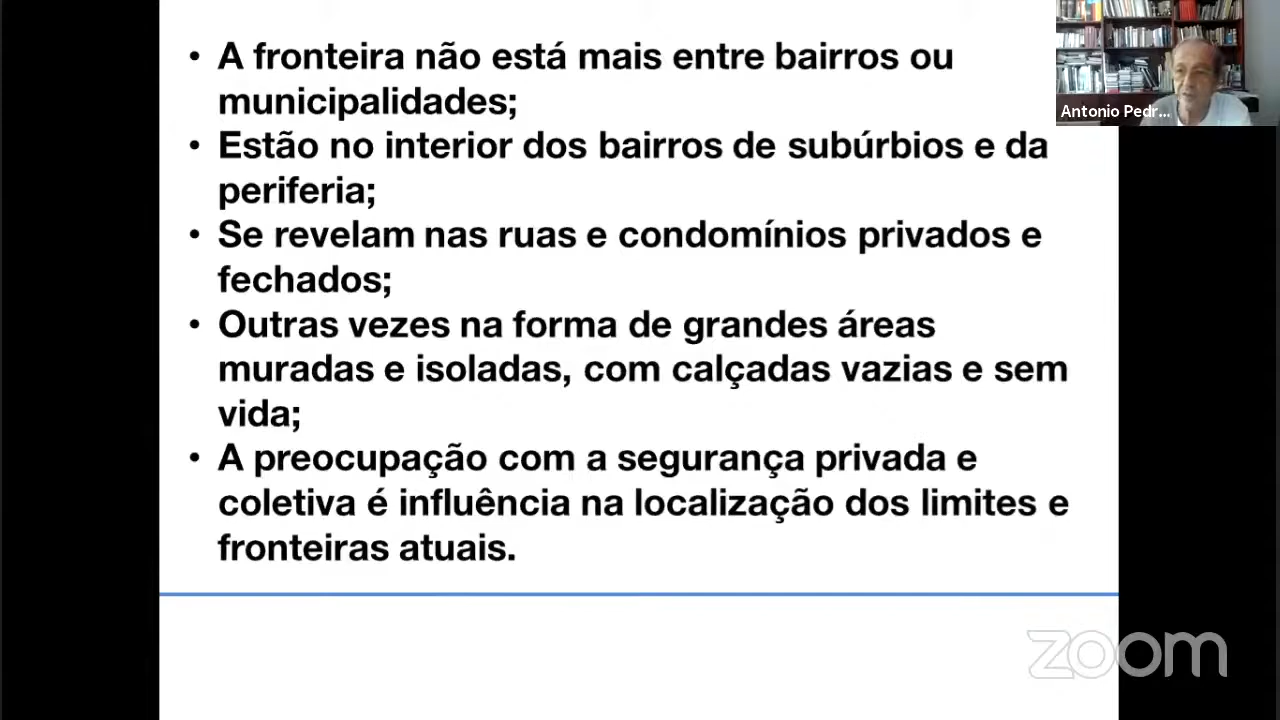 • A fronteira não está mais entre bairros ou
municipalidades;
• Estão no interior dos bairros de subúrbios e da
periferia;
• Se revelam nas ruas e condomínios privados e
fechados;
• Outras vezes na forma de grandes áreas
muradas e isoladas, com calçadas vazias e sem
vida;
• A preocupação com a segurança privada e
coletiva é influência na localização dos limites e
fronteiras atuais.
Antonio Pedr...
zoom